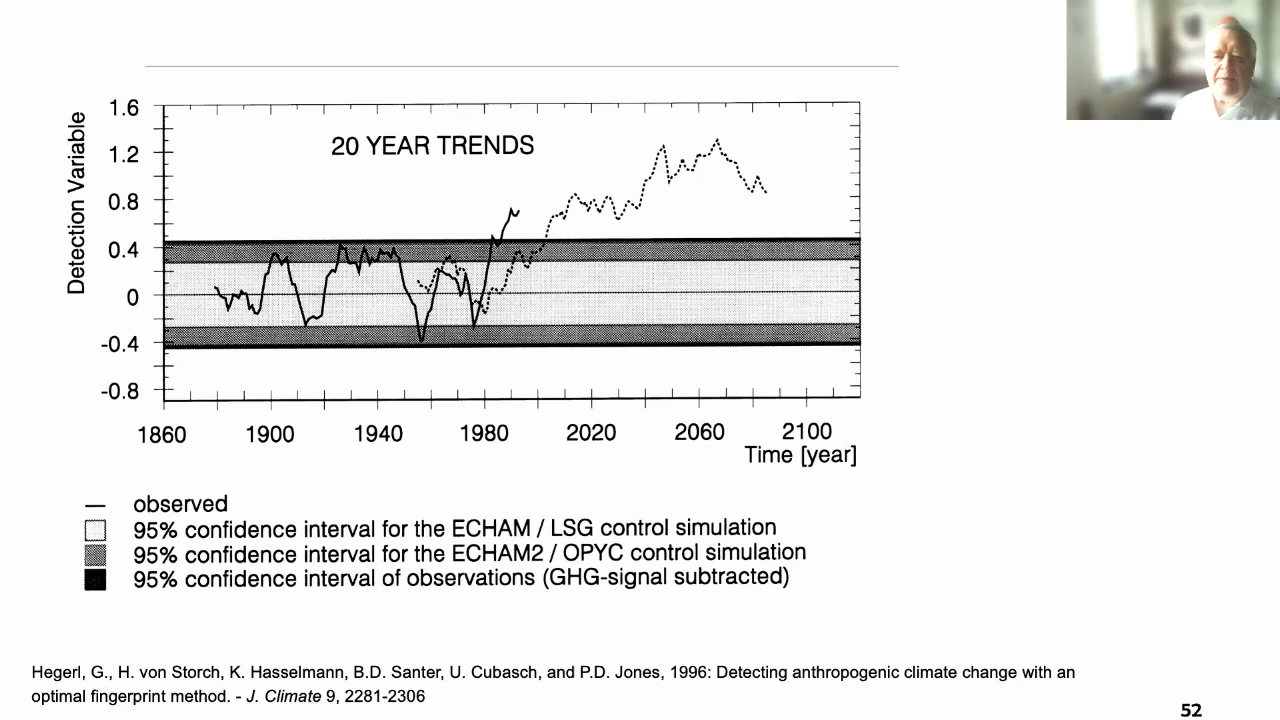 20 YEAR TRENDS
Detection Variable
1.6
1.2
0.8
0.4
0
-0.4
-0.8
1860 1900 1940 1980 2020 2060 2100
Time [year]
observed
95% confidence interval for the ECHAM / LSG control simulation
95% confidence interval for the ECHAM2 / OPYC control simulation
95% confidence interval of observations (GHG-signal subtracted)
Hegerl, G., H. von Storch, K. Hasselmann, B.D. Santer, U. Cubasch, and P.D. Jones, 1996: Detecting anthropogenic climate change with an
optimal fingerprint method. - J. Climate 9, 2281-2306
52